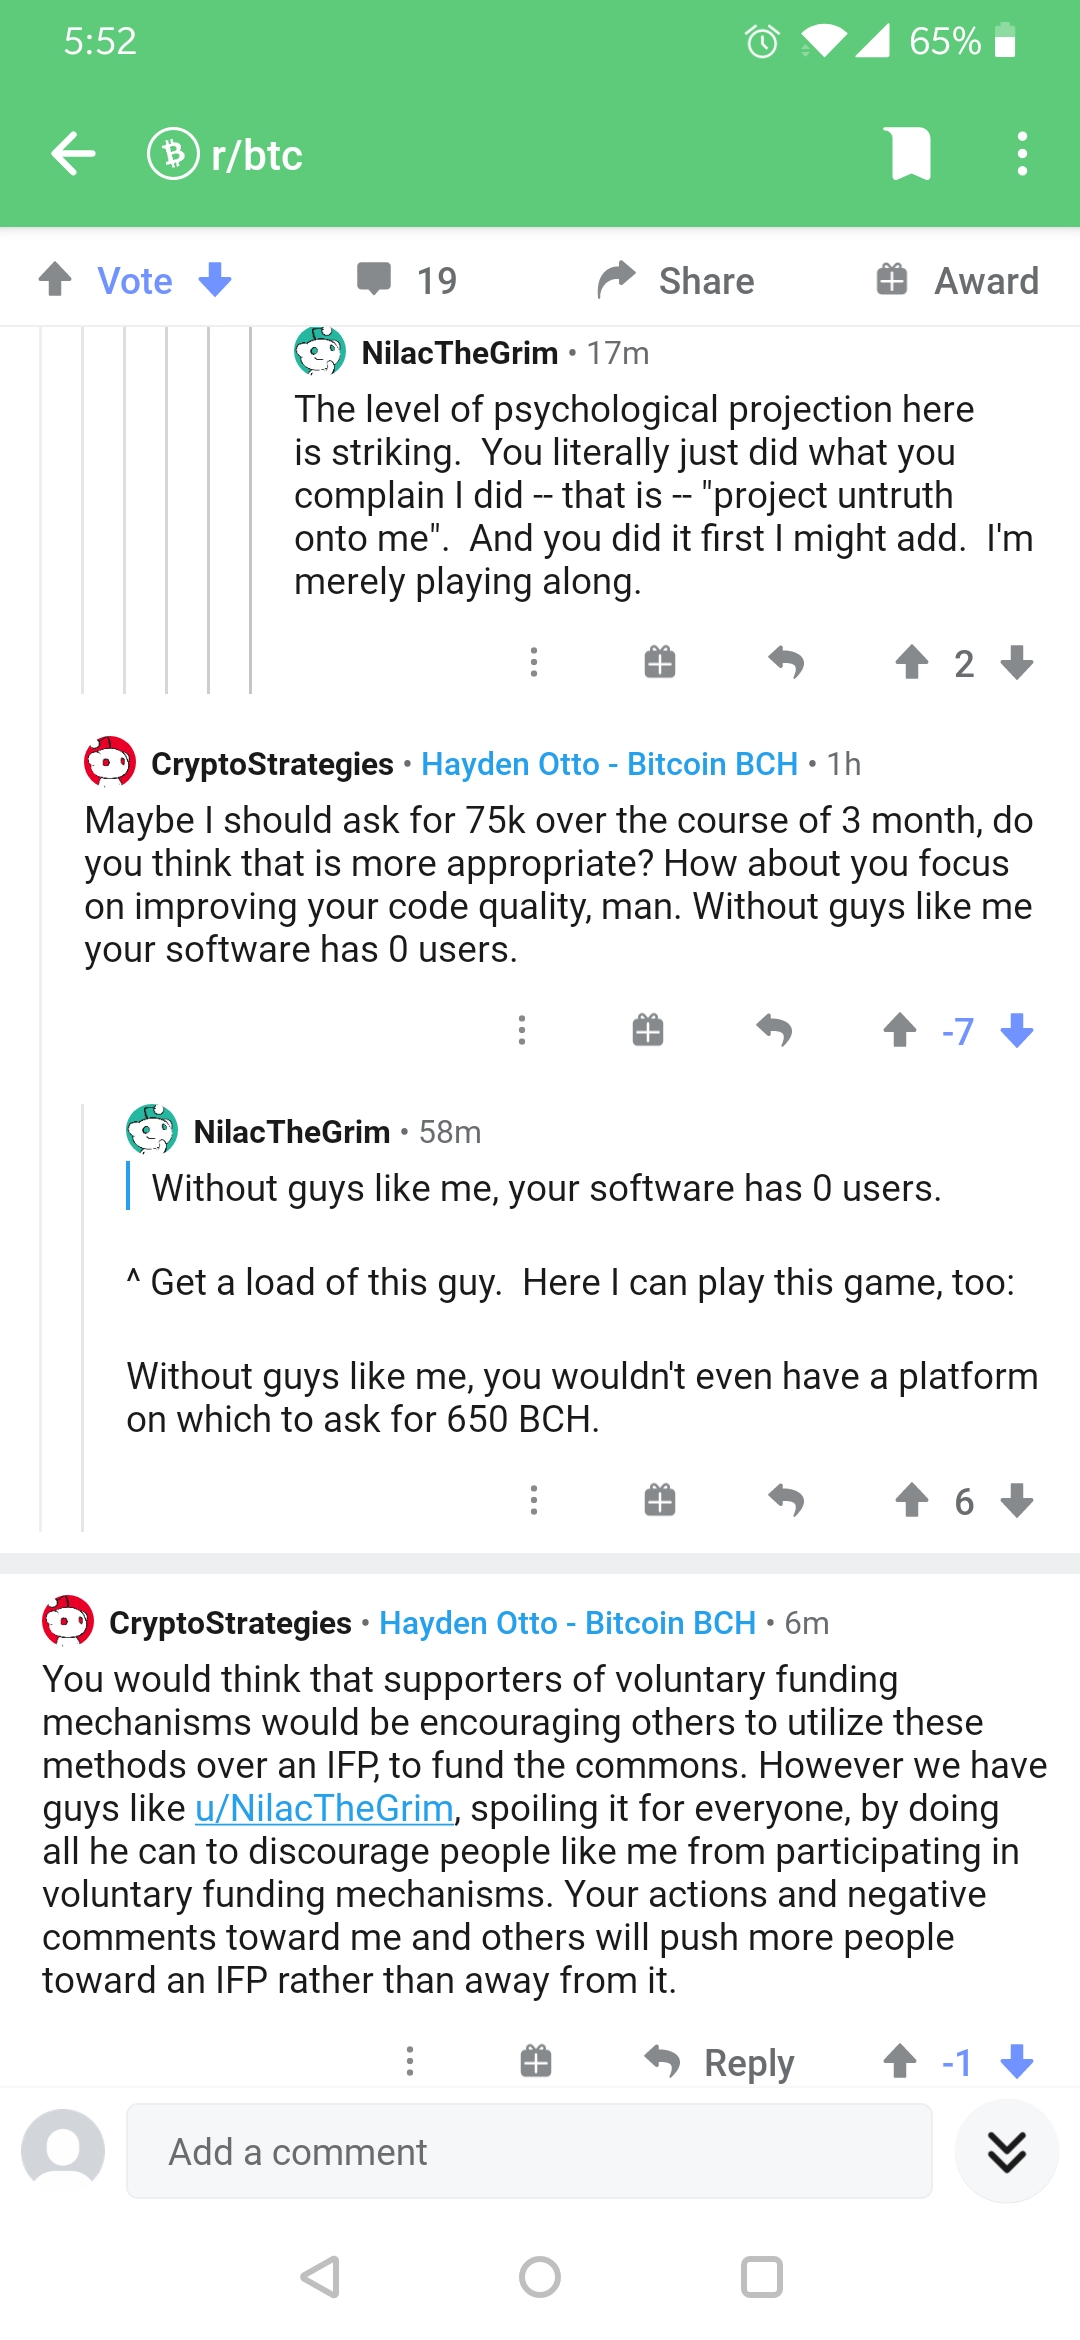 5:52
65%
r/btc
Vote
19
Share
Award
NilacTheGrim • 17m
The level of psychological projection here
is striking.  You literally just did what you
complain I did -- that is -- "project untruth
onto me".  And you did it first I might add.  I'm
merely playing along.
2
CryptoStrategies • Hayden Otto - Bitcoin BCH • 1h
Maybe I should ask for 75k over the course of 3 month, do
you think that is more appropriate? How about you focus
on improving your code quality, man. Without guys like me
your software has 0 users.
-7
NilacTheGrim • 58m
Without guys like me, your software has 0 users.
^ Get a load of this guy.  Here I can play this game, too:
Without guys like me, you wouldn't even have a platform
on which to ask for 650 BCH.
6
CryptoStrategies • Hayden Otto - Bitcoin BCH • 6m
You would think that supporters of voluntary funding
mechanisms would be encouraging others to utilize these
methods over an IFP, to fund the commons. However we have
guys like u/NilacTheGrim, spoiling it for everyone, by doing
all he can to discourage people like me from participating in
voluntary funding mechanisms. Your actions and negative
comments toward me and others will push more people
toward an IFP rather than away from it.
Reply
-1
Add a comment